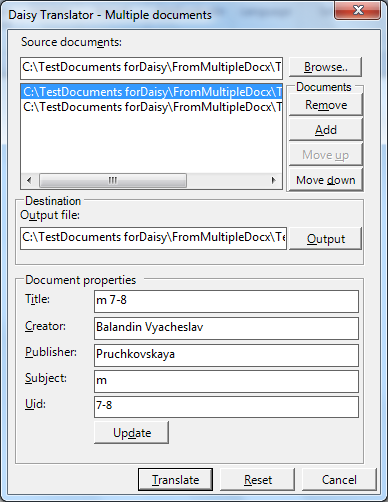 Daisy Translator - Multiple documents
Source documents:
C:\TestDocuments forDaisy\FromMultipleDocx\T
Browse..
Documents
C:\TestDocuments forDaisy\FromMultipleDocx\T
C:\TestDocuments forDaisy\FromMultipleDocx\T
Remove
Add
Move up
Move down
Destination
Output file:
C:\TestDocuments forDaisy\FromMultipleDocx\Te
Output
Document properties
Title:
m 7-8
Creator:
Balandin Vyacheslav
Publisher:
Pruchkovskaya
Subject:
m
Uid:
7-8
Update
Translate
Reset
Cancel